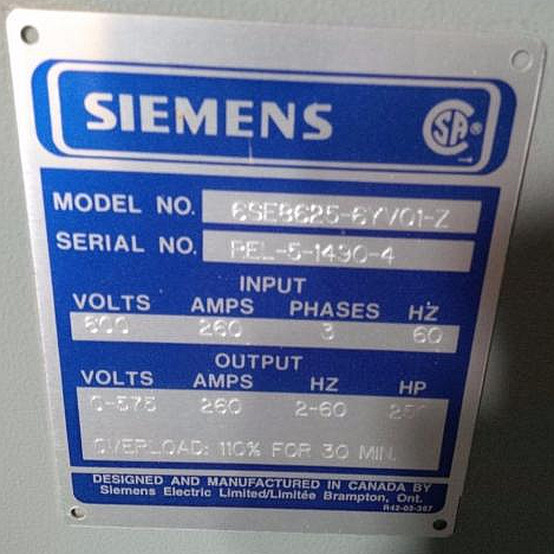 SIEMENS
SA ®
MODEL NO. 6SE8625-6YV01-Z
SERIAL NO. PEL-5-1490-4
INPUT
VOLTS AMPS PHASES HZ
600 260 3 60
OUTPUT
VOLTS AMPS HZ HP
0-575 260 2-60
OVERLOAD: 110% FOR 30 MIN.
DESIGNED AND MANUFACTURED IN CANADA BY
Siemens Electric Limited/Limitée Brampton, Ont.